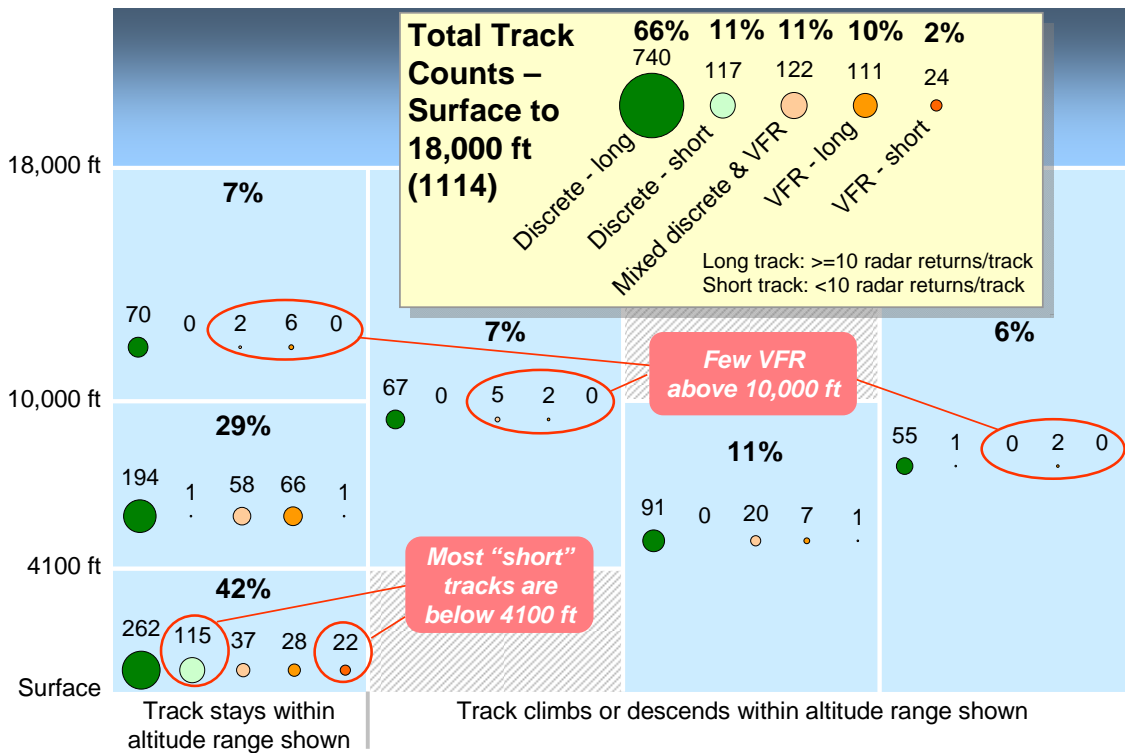 Total Track
Counts –
Surface to
18,000 ft
(1114)
66% 11% 11% 10% 2%
740 117 122 111 24
Discrete - long
Discrete - short
Mixed discrete & VFR
VFR - long
VFR - short
Long track: >=10 radar returns/track
Short track: <10 radar returns/track
18,000 ft
7%
70 0 2 6 0
7%
67 0 5 2 0
Few VFR
above 10,000 ft
6%
55 1 0 2 0
10,000 ft
29%
194 1 58 66 1
11%
91 0 20 7 1
4100 ft
42%
262 115 37 28 22
Most “short”
tracks are
below 4100 ft
Surface
Track stays within
altitude range shown
Track climbs or descends within altitude range shown